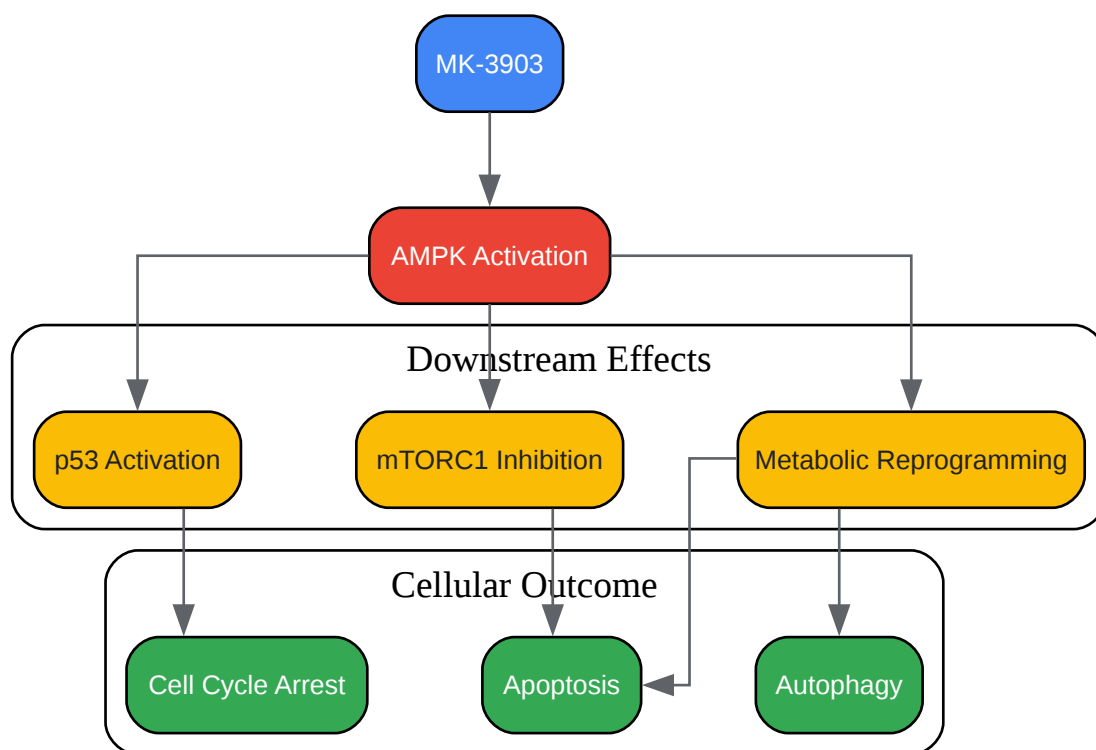 MK-3903
AMPK Activation
Downstream Effects
p53 Activation
mTORC1 Inhibition
Metabolic Reprogramming
Cellular Outcome
Cell Cycle Arrest
Apoptosis
Autophagy